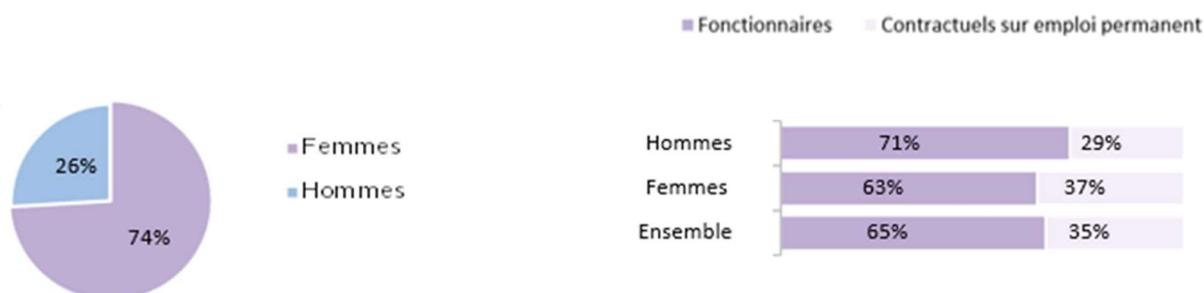 Fonctionnaires Contractuels sur emploi permanent
26%
74%
Femmes
Hommes
Hommes 71% 29%
Femmes 63% 37%
Ensemble 65% 35%